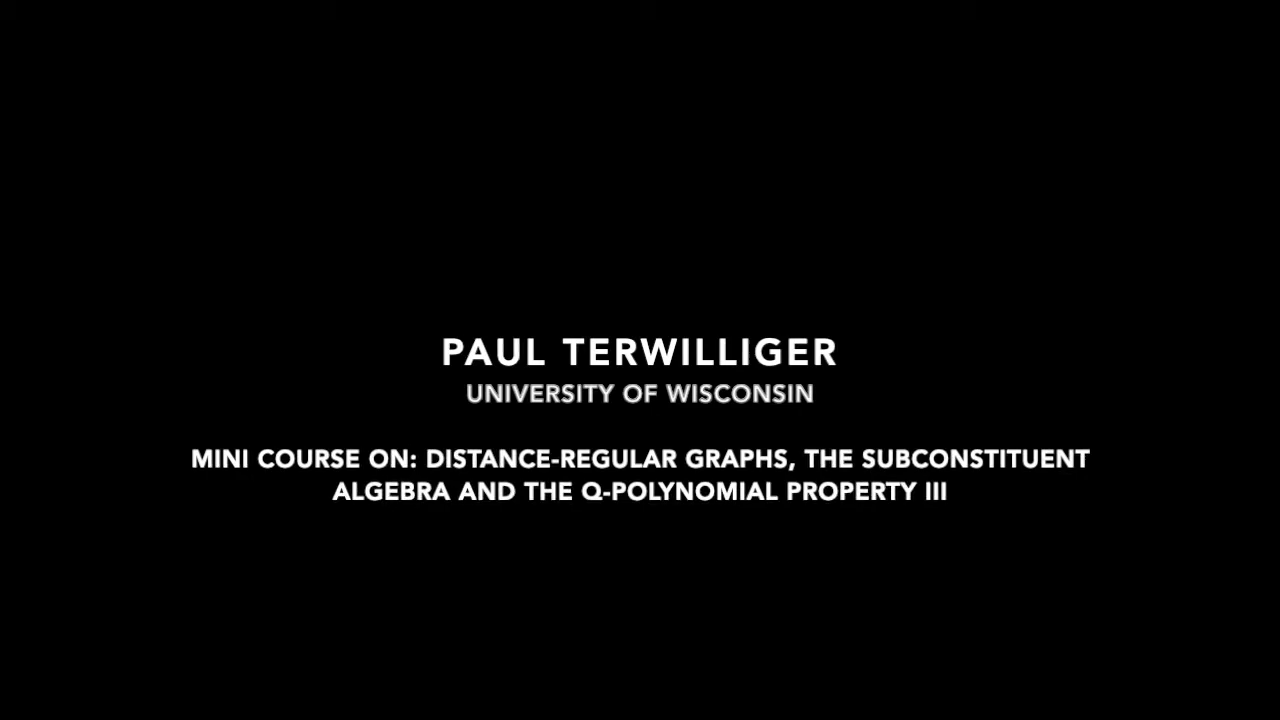 PAUL TERWILLIGER
UNIVERSITY OF WISCONSIN
MINI COURSE ON: DISTANCE-REGULAR GRAPHS, THE SUBCONSTITUENT
ALGEBRA AND THE Q-POLYNOMIAL PROPERTY III